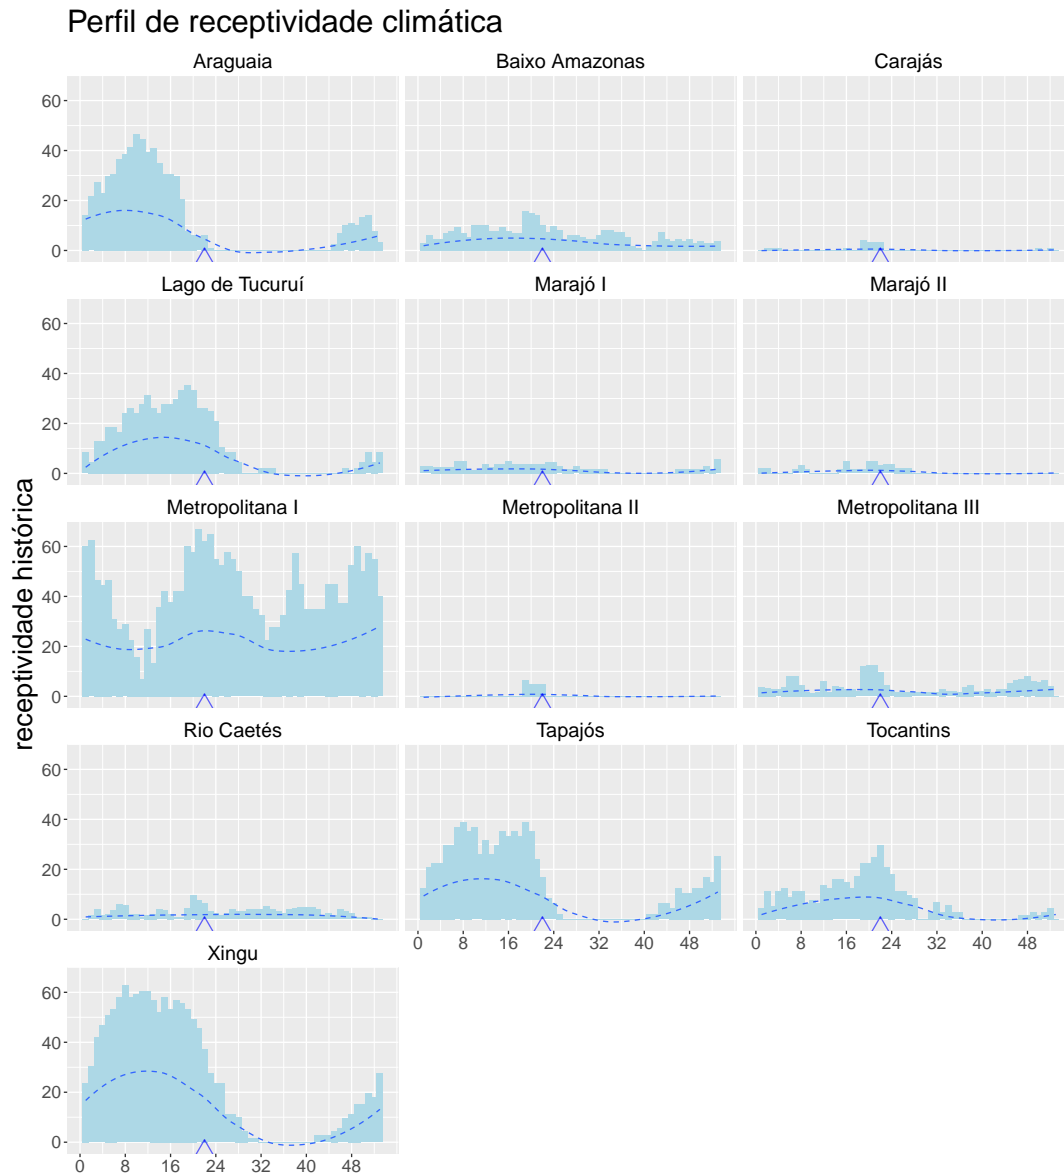 Perfil de receptividade climática
Araguaia
Baixo Amazonas
Carajás
60
40
20
0
Lago de Tucuruí
Marajó I
Marajó II
60
40
20
0
receptividade histórica
Metropolitana I
Metropolitana II
Metropolitana III
60
40
20
0
Rio Caetés
Tapajós
Tocantins
60
40
20
0
0 8 16 24 32 40 48
0 8 16 24 32 40 48
Xingu
60
40
20
0
0 8 16 24 32 40 48